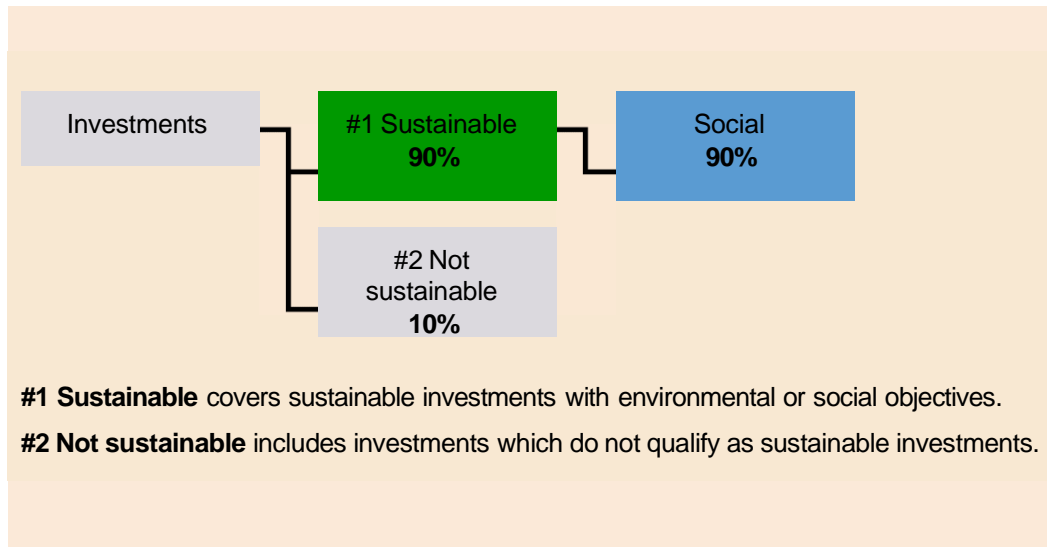 Investments
#1 Sustainable
90%
Social
90%
#2 Not
sustainable
10%
#1 Sustainable covers sustainable investments with environmental or social objectives.
#2 Not sustainable includes investments which do not qualify as sustainable investments.